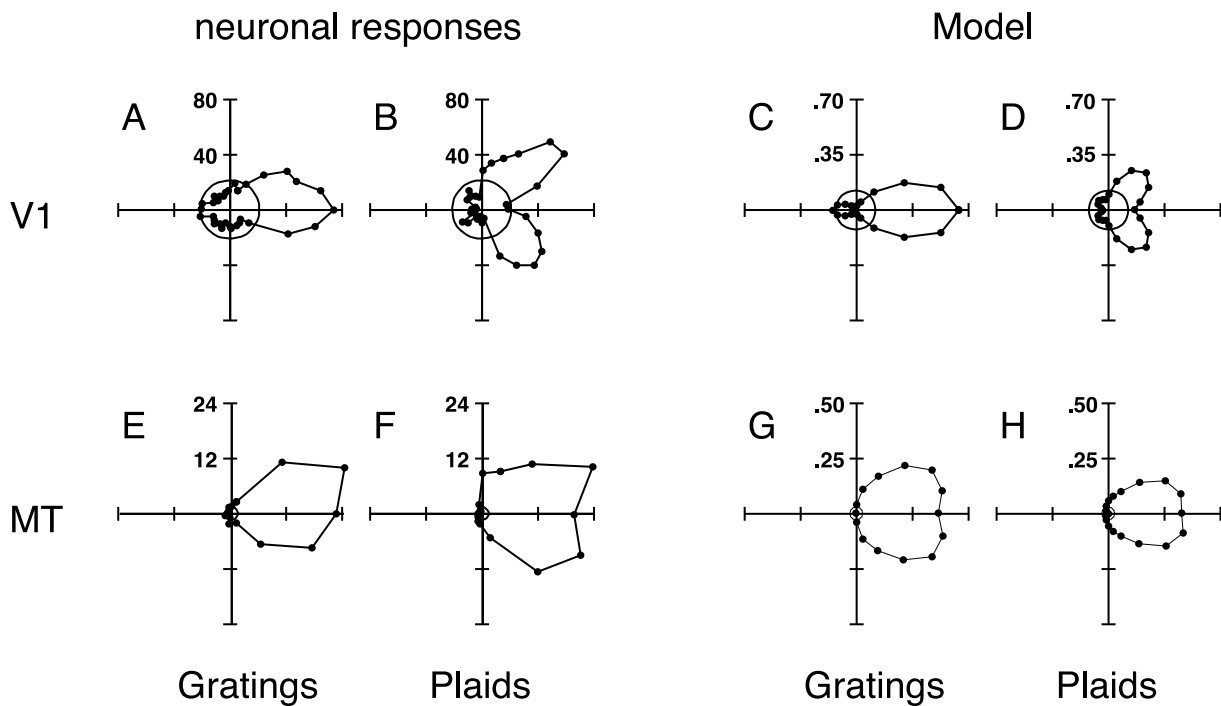 neuronal responses Model
A 80 40 B 80 40 C .70 .35 D .70 .35
V1
E 24 12 F 24 12 G .50 .25 H .50 .25
MT
Gratings Plaids Gratings Plaids